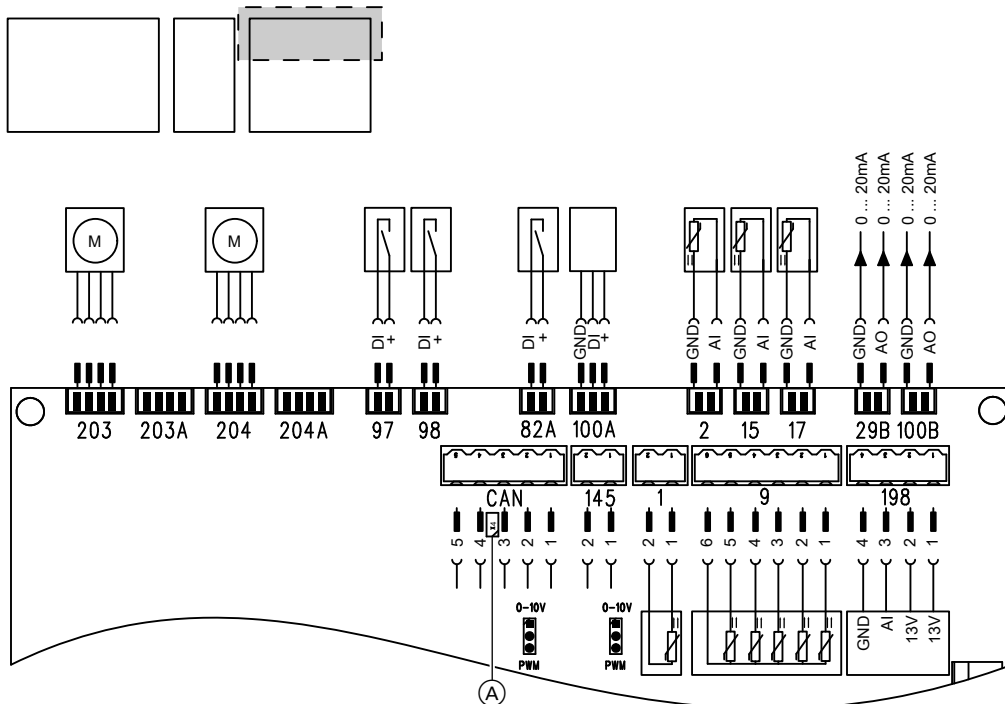 0 ... 20mA
0 ... 20mA
0 ... 20mA
0 ... 20mA
M
M
DI
+
DI
+
GND
DI
+
GND
AI
GND
AI
GND
AI
GND
AO
GND
AO
203
203A
204
204A
97
98
82A
100A
2
15
17
29B
100B
CAN
145
1
9
198
5
4
X4
3
2
1
2
1
2
1
6
5
4
3
2
1
4
3
2
1
0-10V
PWM
0-10V
PWM
GND
AI
13V
13V
A